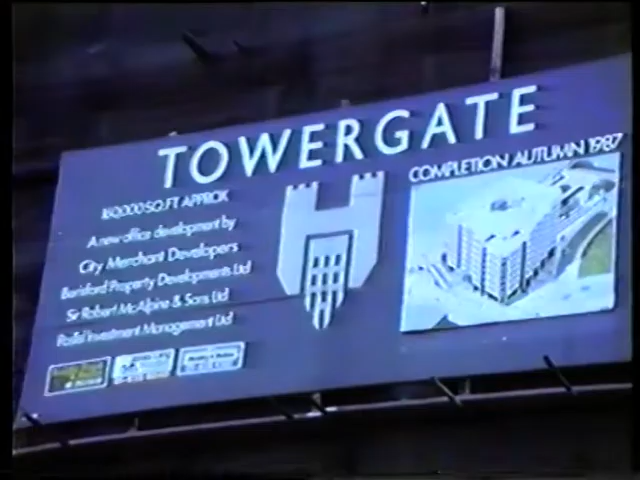 TOWERGATE
COMPLETION AUTUMN 1987
160,000 SQ.FT APPROX
A new office development by
City Merchant Developers
Berisford Property Developments Ltd
Sir Robert McAlpine & Sons Ltd
Investment Management Ltd